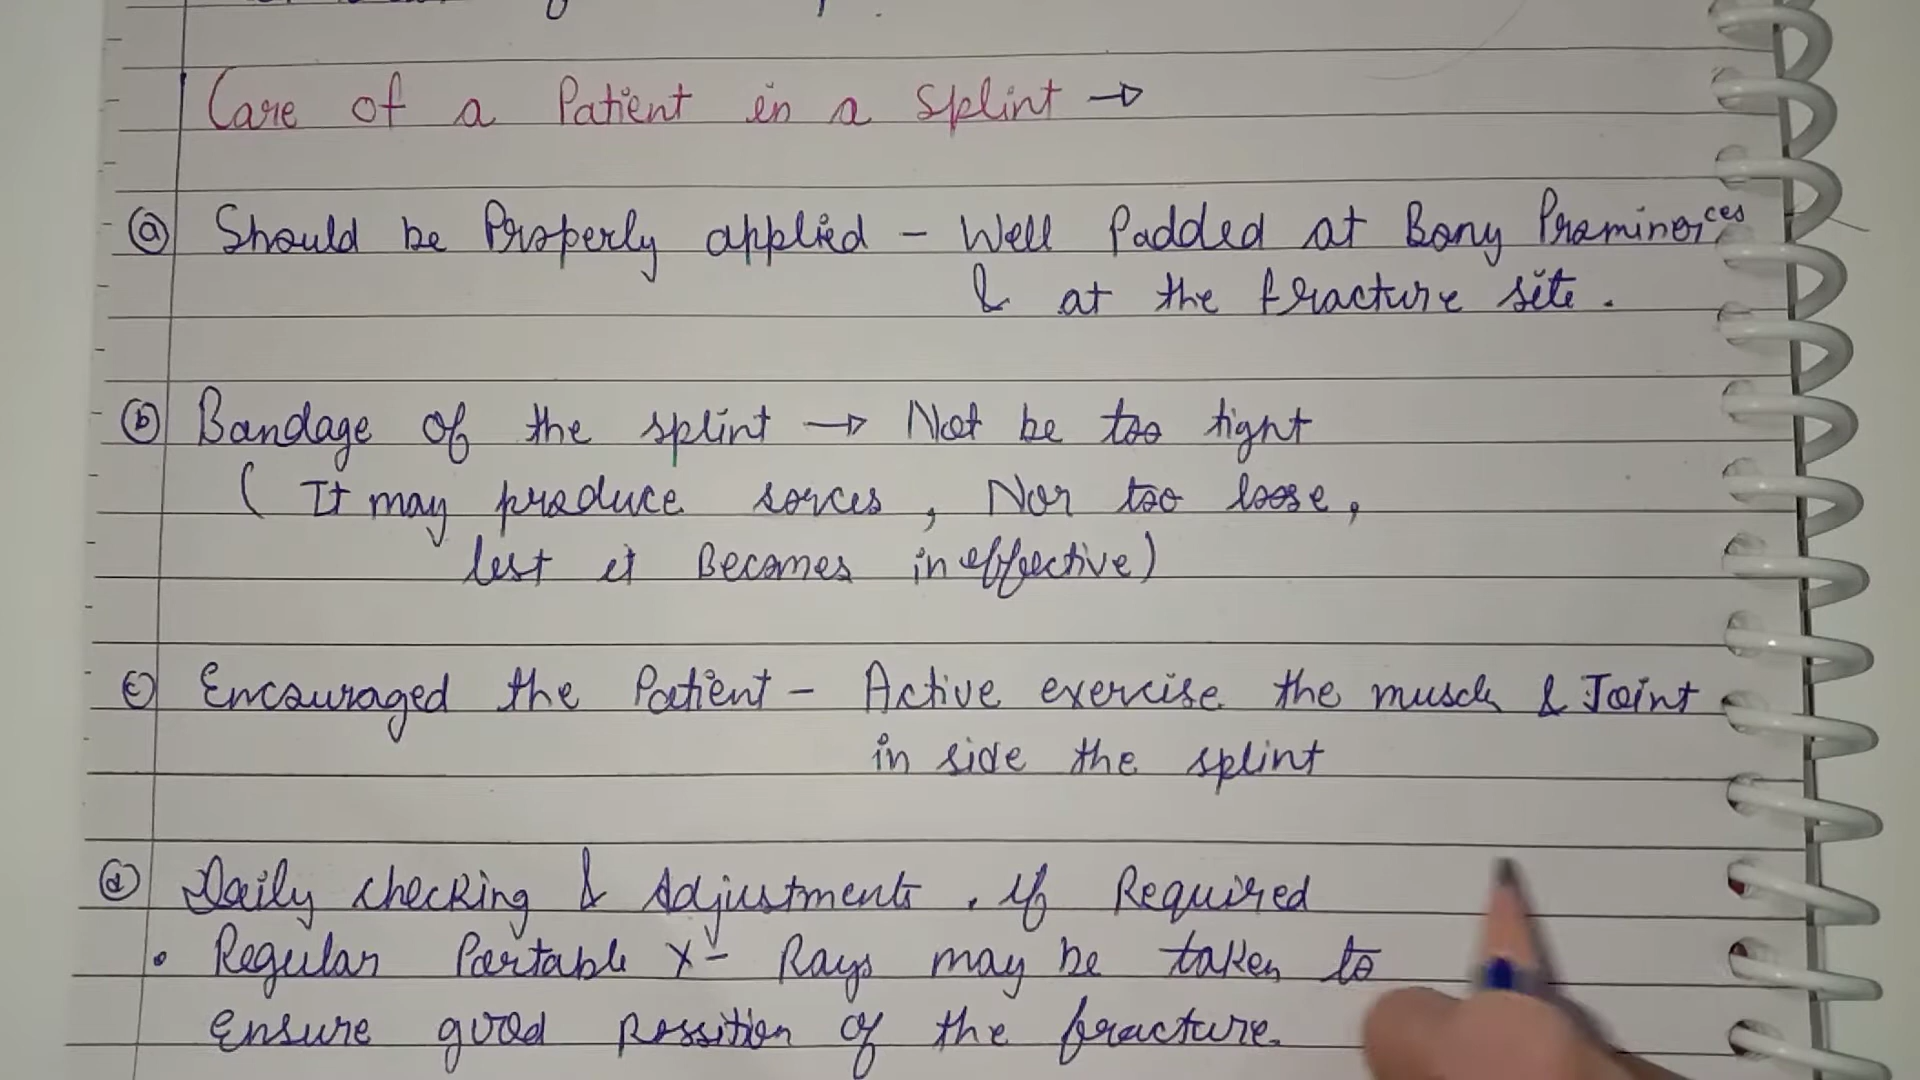 Care of a Patient in a Splint →
(a) Should be Properly applied - Well Padded at Bony Prominences
& at the fracture site.
(b) Bandage of the splint → Not be too tight
( It may produce sores, Nor too loose,
lest it Becomes in effective)
(c) Encouraged the Patient - Active exercise the muscle & Joint
in side the splint
(d) Daily checking & Adjustments . If Required
• Regular Portable X- Rays may be taken to
Ensure good Possition of the fracture.